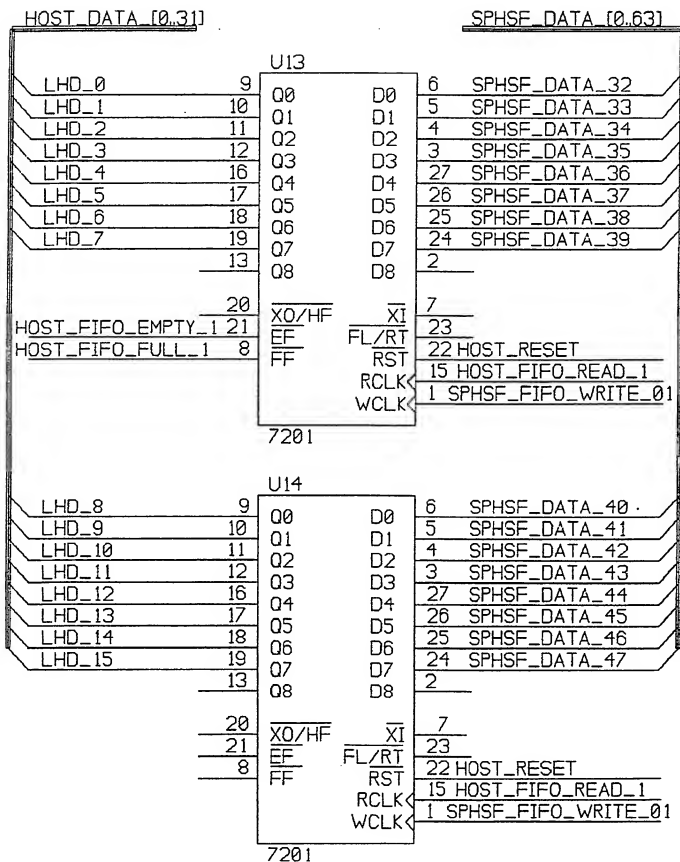 HOST_DATA_[0..31] SPHSF_DATA_[0..63]
U13
LHD_0 9 Q0 D0 6 SPHSF_DATA_32
LHD_1 10 Q1 D1 5 SPHSF_DATA_33
LHD_2 11 Q2 D2 4 SPHSF_DATA_34
LHD_3 12 Q3 D3 3 SPHSF_DATA_35
LHD_4 16 Q4 D4 27 SPHSF_DATA_36
LHD_5 17 Q5 D5 26 SPHSF_DATA_37
LHD_6 18 Q6 D6 25 SPHSF_DATA_38
LHD_7 19 Q7 D7 24 SPHSF_DATA_39
13 Q8 D8 2
20 XO/HF XI 7
HOST_FIFO_EMPTY_1 21 EF FL/RT 23
HOST_FIFO_FULL_1 8 FF RST 22 HOST_RESET
RCLK 15 HOST_FIFO_READ_1
WCLK 1 SPHSF_FIFO_WRITE_01
7201
U14
LHD_8 9 Q0 D0 6 SPHSF_DATA_40
LHD_9 10 Q1 D1 5 SPHSF_DATA_41
LHD_10 11 Q2 D2 4 SPHSF_DATA_42
LHD_11 12 Q3 D3 3 SPHSF_DATA_43
LHD_12 16 Q4 D4 27 SPHSF_DATA_44
LHD_13 17 Q5 D5 26 SPHSF_DATA_45
LHD_14 18 Q6 D6 25 SPHSF_DATA_46
LHD_15 19 Q7 D7 24 SPHSF_DATA_47
13 Q8 D8 2
20 XO/HF XI 7
21 EF FL/RT 23
8 FF RST 22 HOST_RESET
RCLK 15 HOST_FIFO_READ_1
WCLK 1 SPHSF_FIFO_WRITE_01
7201